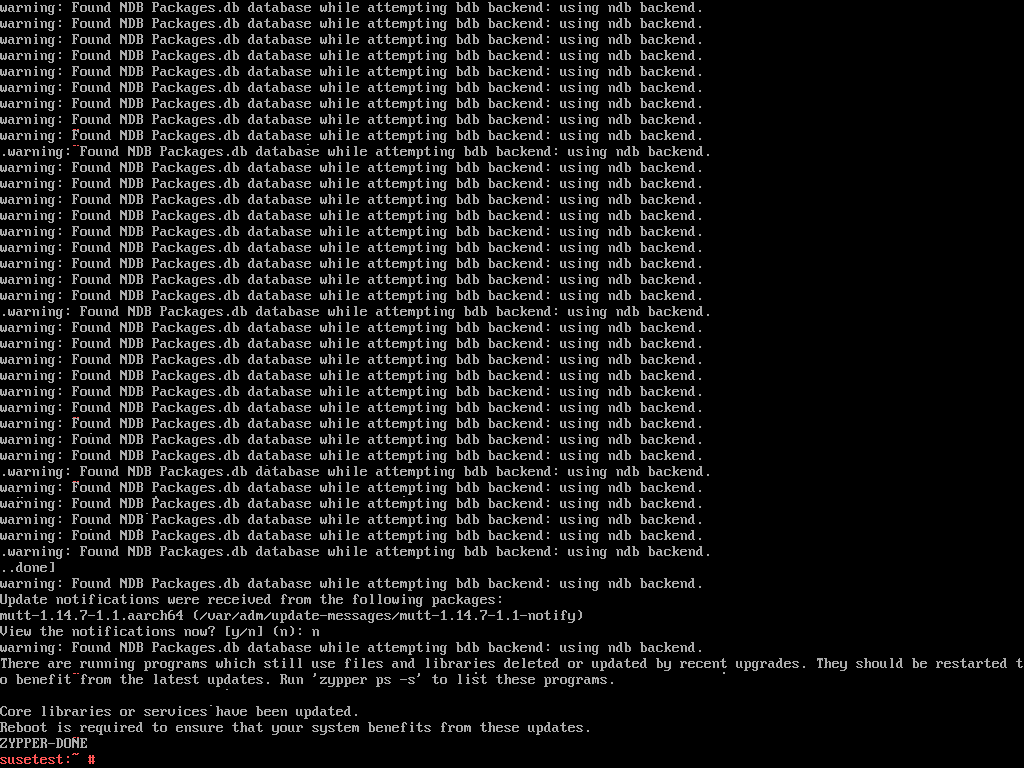 warning: Found NDB Packages.db database while attempting bdb backend: using ndb backend.
warning: Found NDB Packages.db database while attempting bdb backend: using ndb backend.
warning: Found NDB Packages.db database while attempting bdb backend: using ndb backend.
warning: Found NDB Packages.db database while attempting bdb backend: using ndb backend.
warning: Found NDB Packages.db database while attempting bdb backend: using ndb backend.
warning: Found NDB Packages.db database while attempting bdb backend: using ndb backend.
warning: Found NDB Packages.db database while attempting bdb backend: using ndb backend.
warning: Found NDB Packages.db database while attempting bdb backend: using ndb backend.
warning: Found NDB Packages.db database while attempting bdb backend: using ndb backend.
.warning: Found NDB Packages.db database while attempting bdb backend: using ndb backend.
warning: Found NDB Packages.db database while attempting bdb backend: using ndb backend.
warning: Found NDB Packages.db database while attempting bdb backend: using ndb backend.
warning: Found NDB Packages.db database while attempting bdb backend: using ndb backend.
warning: Found NDB Packages.db database while attempting bdb backend: using ndb backend.
warning: Found NDB Packages.db database while attempting bdb backend: using ndb backend.
warning: Found NDB Packages.db database while attempting bdb backend: using ndb backend.
warning: Found NDB Packages.db database while attempting bdb backend: using ndb backend.
warning: Found NDB Packages.db database while attempting bdb backend: using ndb backend.
warning: Found NDB Packages.db database while attempting bdb backend: using ndb backend.
.warning: Found NDB Packages.db database while attempting bdb backend: using ndb backend.
warning: Found NDB Packages.db database while attempting bdb backend: using ndb backend.
warning: Found NDB Packages.db database while attempting bdb backend: using ndb backend.
warning: Found NDB Packages.db database while attempting bdb backend: using ndb backend.
warning: Found NDB Packages.db database while attempting bdb backend: using ndb backend.
warning: Found NDB Packages.db database while attempting bdb backend: using ndb backend.
warning: Found NDB Packages.db database while attempting bdb backend: using ndb backend.
warning: Found NDB Packages.db database while attempting bdb backend: using ndb backend.
warning: Found NDB Packages.db database while attempting bdb backend: using ndb backend.
warning: Found NDB Packages.db database while attempting bdb backend: using ndb backend.
.warning: Found NDB Packages.db database while attempting bdb backend: using ndb backend.
warning: Found NDB Packages.db database while attempting bdb backend: using ndb backend.
warning: Found NDB Packages.db database while attempting bdb backend: using ndb backend.
warning: Found NDB Packages.db database while attempting bdb backend: using ndb backend.
warning: Found NDB Packages.db database while attempting bdb backend: using ndb backend.
.warning: Found NDB Packages.db database while attempting bdb backend: using ndb backend.
..done]
warning: Found NDB Packages.db database while attempting bdb backend: using ndb backend.
Update notifications were received from the following packages:
mutt-1.14.7-1.1.aarch64 (/var/adm/update-messages/mutt-1.14.7-1.1-notify)
View the notifications now? [y/n] (n): n
warning: Found NDB Packages.db database while attempting bdb backend: using ndb backend.
There are running programs which still use files and libraries deleted or updated by recent upgrades. They should be restarted t
o benefit from the latest updates. Run 'zypper ps -s' to list these programs.
Core libraries or services have been updated.
Reboot is required to ensure that your system benefits from these updates.
ZYPPER-DONE
susetest:~ #